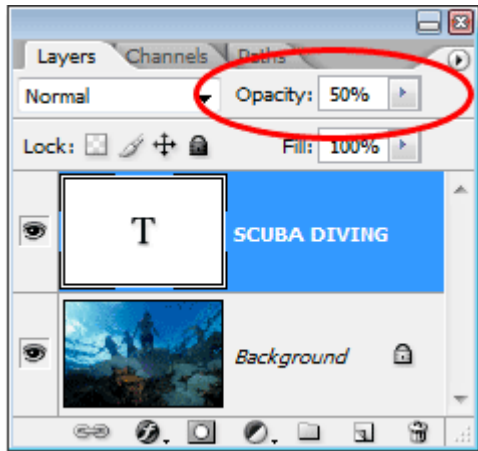 Layers Channels Paths
Normal Opacity: 50%
Lock: Fill: 100%
T SCUBA DIVING
Background